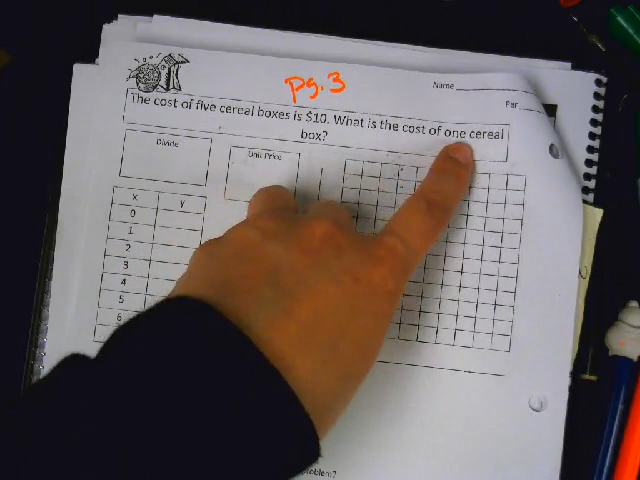 pg.3
Name
Per
The cost of five cereal boxes is $10. What is the cost of one cereal
box?
Divide
Unit Price
x y
0
1
2
3
4
5
6
problem?